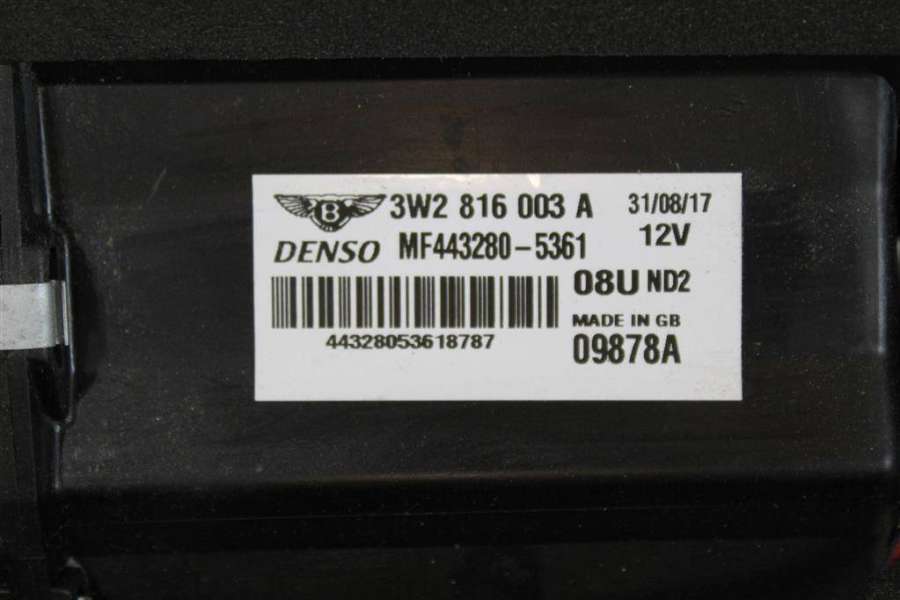 B 3W2 816 003 A 31/08/17
DENSO MF443280-5361 12V
08U ND2
MADE IN GB
44328053618787 09878A